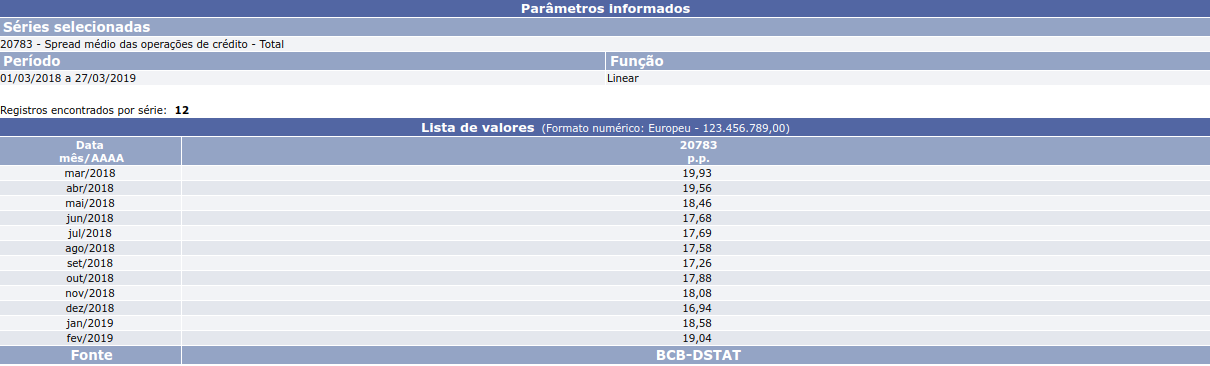 Parâmetros informados
Séries selecionadas
20783 - Spread médio das operações de crédito - Total
Período Função
01/03/2018 a 27/03/2019 Linear
Registros encontrados por série: 12
Lista de valores (Formato numérico: Europeu - 123.456.789,00)
Data 20783
mês/AAAA p.p.
mar/2018 19,93
abr/2018 19,56
mai/2018 18,46
jun/2018 17,68
jul/2018 17,69
ago/2018 17,58
set/2018 17,26
out/2018 17,88
nov/2018 18,08
dez/2018 16,94
jan/2019 18,58
fev/2019 19,04
Fonte BCB-DSTAT